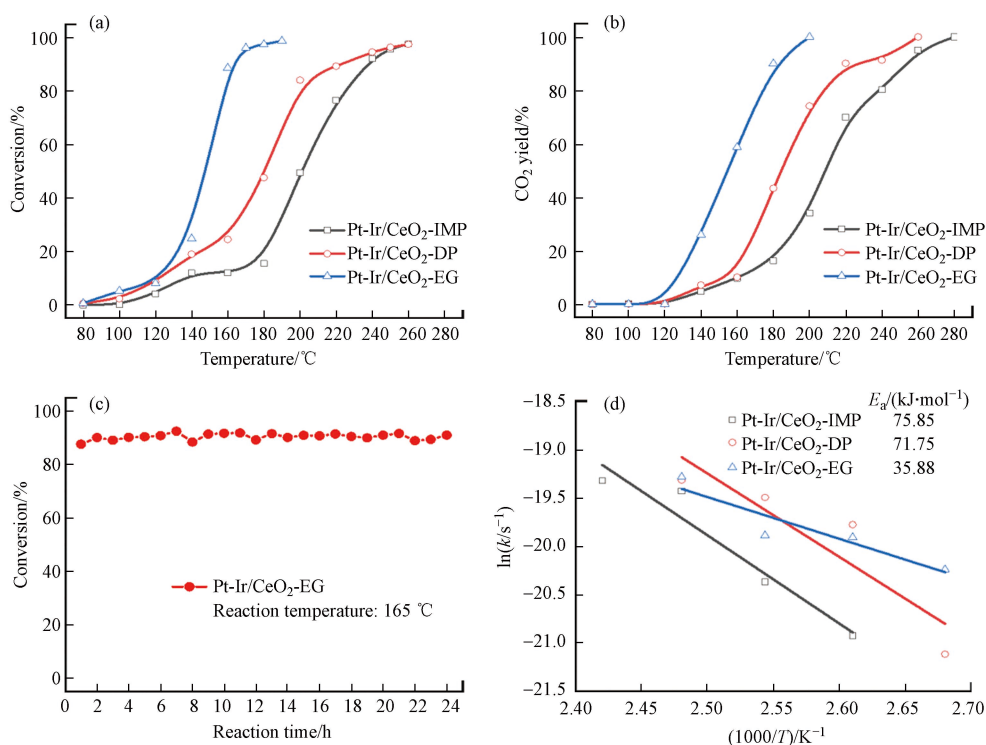 (a)
100
80
60
40
20
0
Conversion/%
80 100 120 140 160 180 200 220 240 260 280
Temperature/℃
Pt-Ir/CeO₂-IMP
Pt-Ir/CeO₂-DP
Pt-Ir/CeO₂-EG
(b)
100
80
60
40
20
0
CO₂ yield/%
80 100 120 140 160 180 200 220 240 260 280
Temperature/℃
Pt-Ir/CeO₂-IMP
Pt-Ir/CeO₂-DP
Pt-Ir/CeO₂-EG
(c)
100
80
60
40
20
0
Conversion/%
0 2 4 6 8 10 12 14 16 18 20 22 24
Reaction time/h
Pt-Ir/CeO₂-EG
Reaction temperature: 165 ℃
(d)
−18.5
−19.0
−19.5
−20.0
−20.5
−21.0
−21.5
ln(k/s⁻¹)
2.40 2.45 2.50 2.55 2.60 2.65 2.70
(1000/T)/K⁻¹
Eₐ/(kJ·mol⁻¹)
Pt-Ir/CeO₂-IMP 75.85
Pt-Ir/CeO₂-DP 71.75
Pt-Ir/CeO₂-EG 35.88